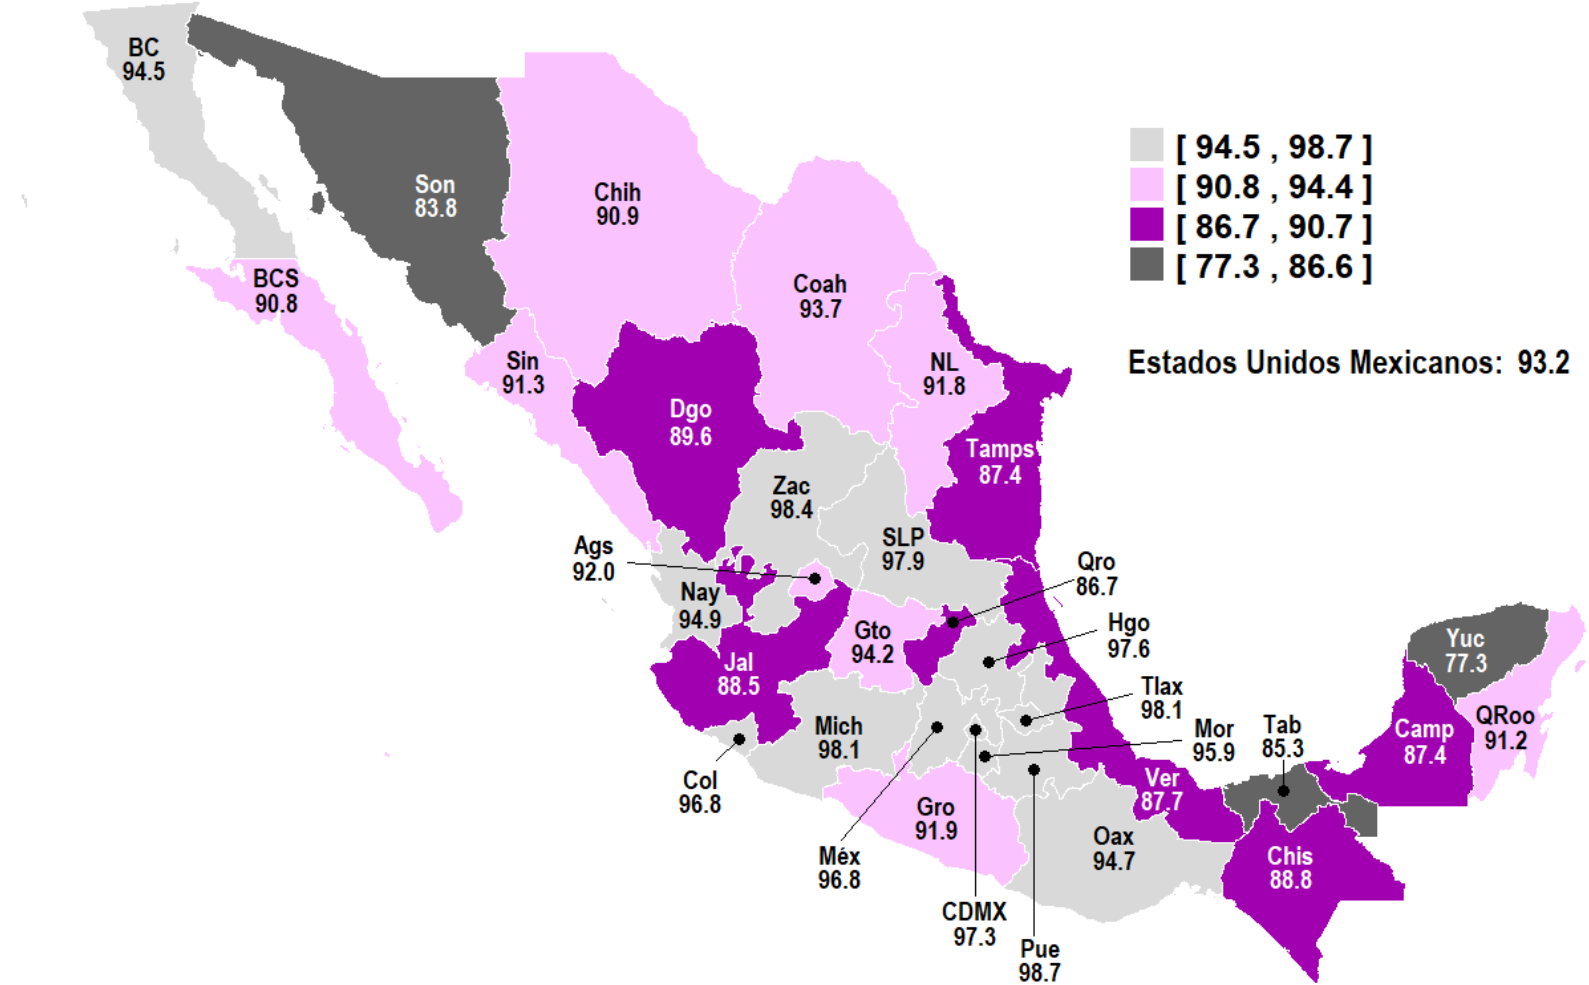 BC
94.5
Son
83.8
Chih
90.9
BCS
90.8
Coah
93.7
Sin
91.3
NL
91.8
Dgo
89.6
Tamps
87.4
Zac
98.4
SLP
97.9
Ags
92.0
Nay
94.9
Qro
86.7
Gto
94.2
Hgo
97.6
Jal
88.5
Tlax
98.1
Mich
98.1
Mor
95.9
Tab
85.3
Col
96.8
Ver
87.7
Gro
91.9
Oax
94.7
Méx
96.8
CDMX
97.3
Pue
98.7
Chis
88.8
Yuc
77.3
Camp
87.4
QRoo
91.2
[ 94.5 , 98.7 ]
[ 90.8 , 94.4 ]
[ 86.7 , 90.7 ]
[ 77.3 , 86.6 ]
Estados Unidos Mexicanos: 93.2